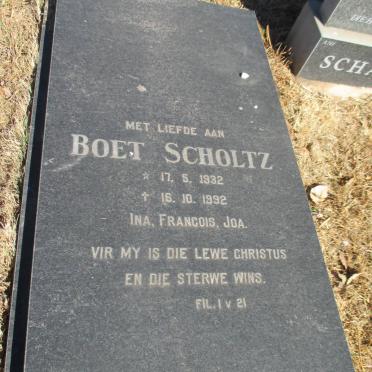 MET LIEFDE AAN
BOET SCHOLTZ
☆ 17. 5. 1932
✝ 16. 10. 1992
INA, FRANCOIS, JOA.
VIR MY IS DIE LEWE CHRISTUS
EN DIE STERWE WINS.
FIL. 1 V 21
SCHA